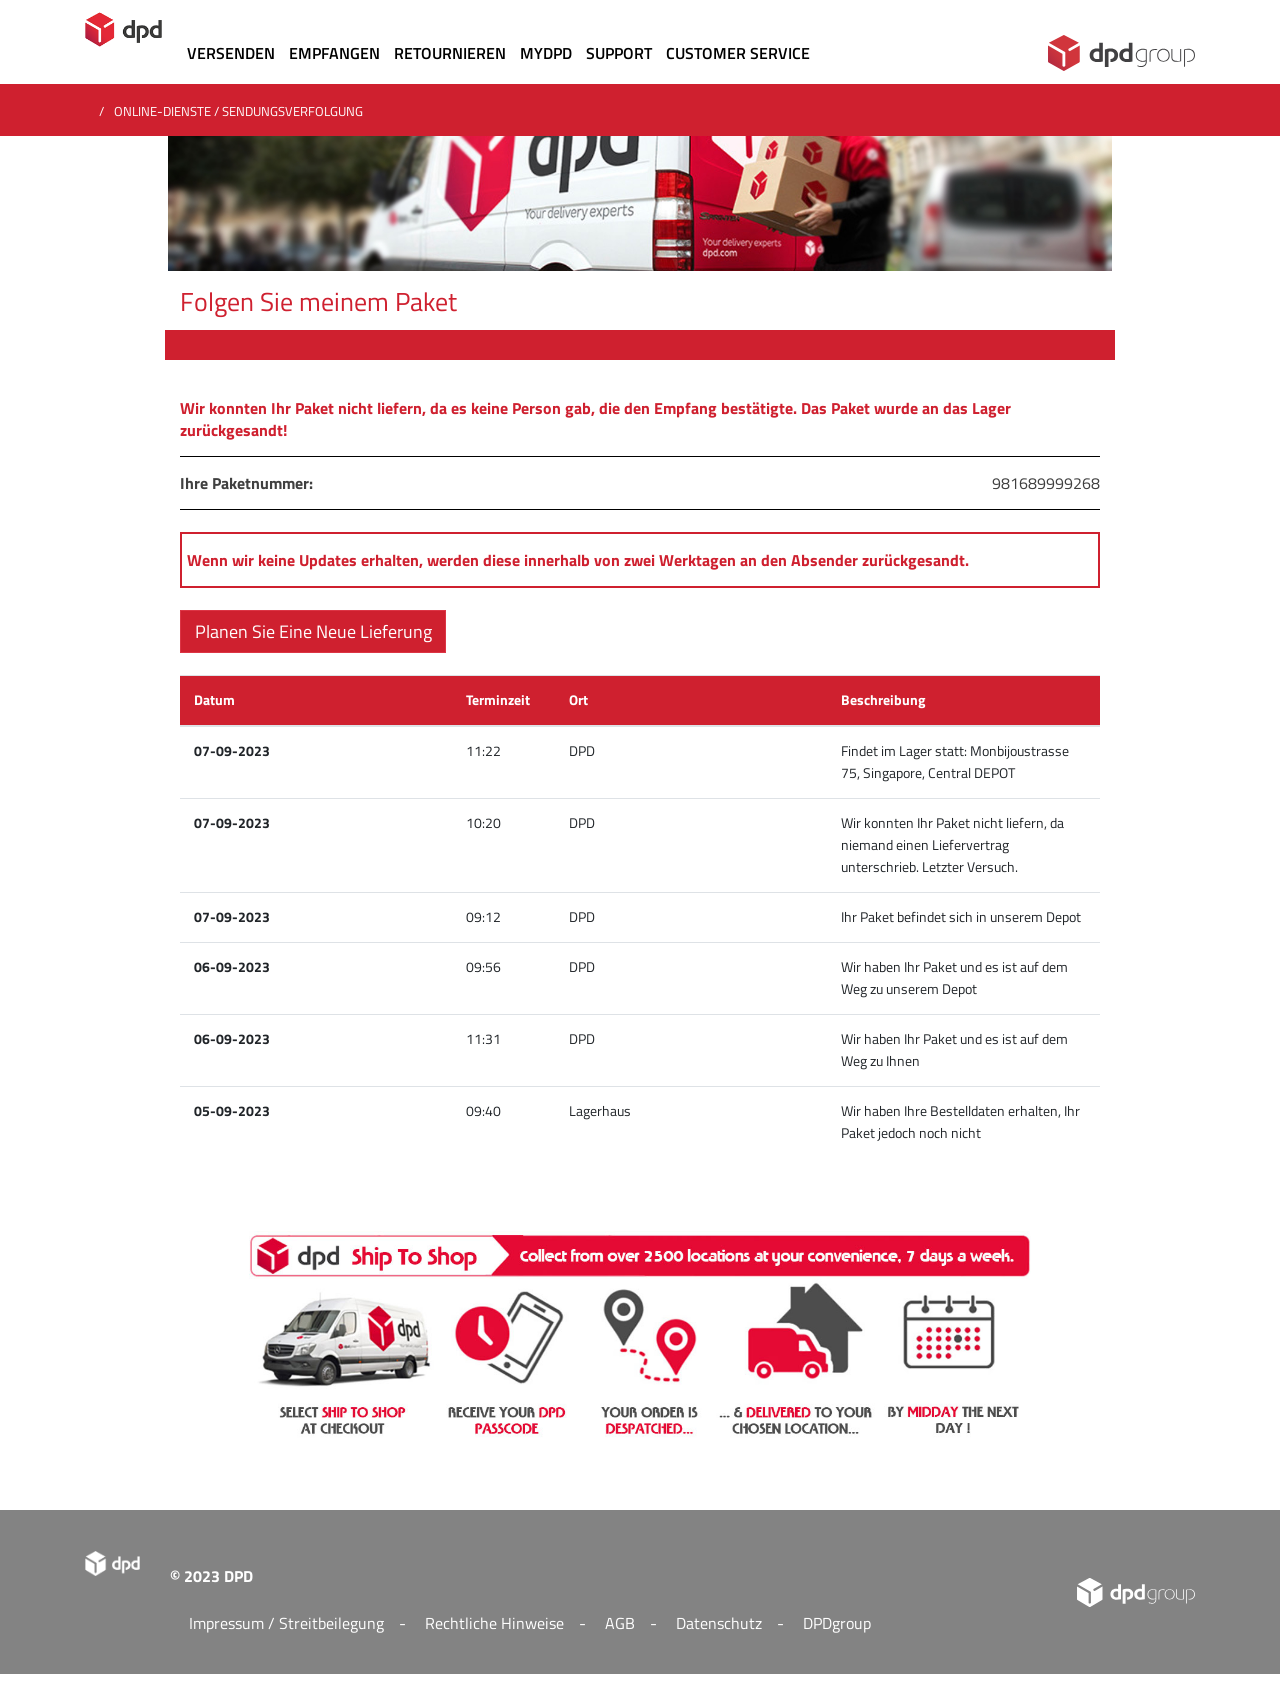 dpd
VERSENDEN EMPFANGEN RETOURNIEREN MYDPD SUPPORT CUSTOMER SERVICE
dpdgroup
/ ONLINE-DIENSTE / SENDUNGSVERFOLGUNG
dpd
Your delivery experts
Your delivery experts
dpd.com
Folgen Sie meinem Paket
Wir konnten Ihr Paket nicht liefern, da es keine Person gab, die den Empfang bestätigte. Das Paket wurde an das Lager
zurückgesandt!
Ihre Paketnummer: 981689999268
Wenn wir keine Updates erhalten, werden diese innerhalb von zwei Werktagen an den Absender zurückgesandt.
Planen Sie Eine Neue Lieferung
Datum Terminzeit Ort Beschreibung
07-09-2023 11:22 DPD Findet im Lager statt: Monbijoustrasse
75, Singapore, Central DEPOT
07-09-2023 10:20 DPD Wir konnten Ihr Paket nicht liefern, da
niemand einen Liefervertrag
unterschrieb. Letzter Versuch.
07-09-2023 09:12 DPD Ihr Paket befindet sich in unserem Depot
06-09-2023 09:56 DPD Wir haben Ihr Paket und es ist auf dem
Weg zu unserem Depot
06-09-2023 11:31 DPD Wir haben Ihr Paket und es ist auf dem
Weg zu Ihnen
05-09-2023 09:40 Lagerhaus Wir haben Ihre Bestelldaten erhalten, Ihr
Paket jedoch noch nicht
dpd Ship To Shop Collect from over 2500 locations at your convenience, 7 days a week.
dpd
SELECT SHIP TO SHOP
AT CHECKOUT
RECEIVE YOUR DPD
PASSCODE
YOUR ORDER IS
DESPATCHED...
... & DELIVERED TO YOUR
CHOSEN LOCATION...
BY MIDDAY THE NEXT
DAY !
dpd
© 2023 DPD
dpdgroup
Impressum / Streitbeilegung - Rechtliche Hinweise - AGB - Datenschutz - DPDgroup